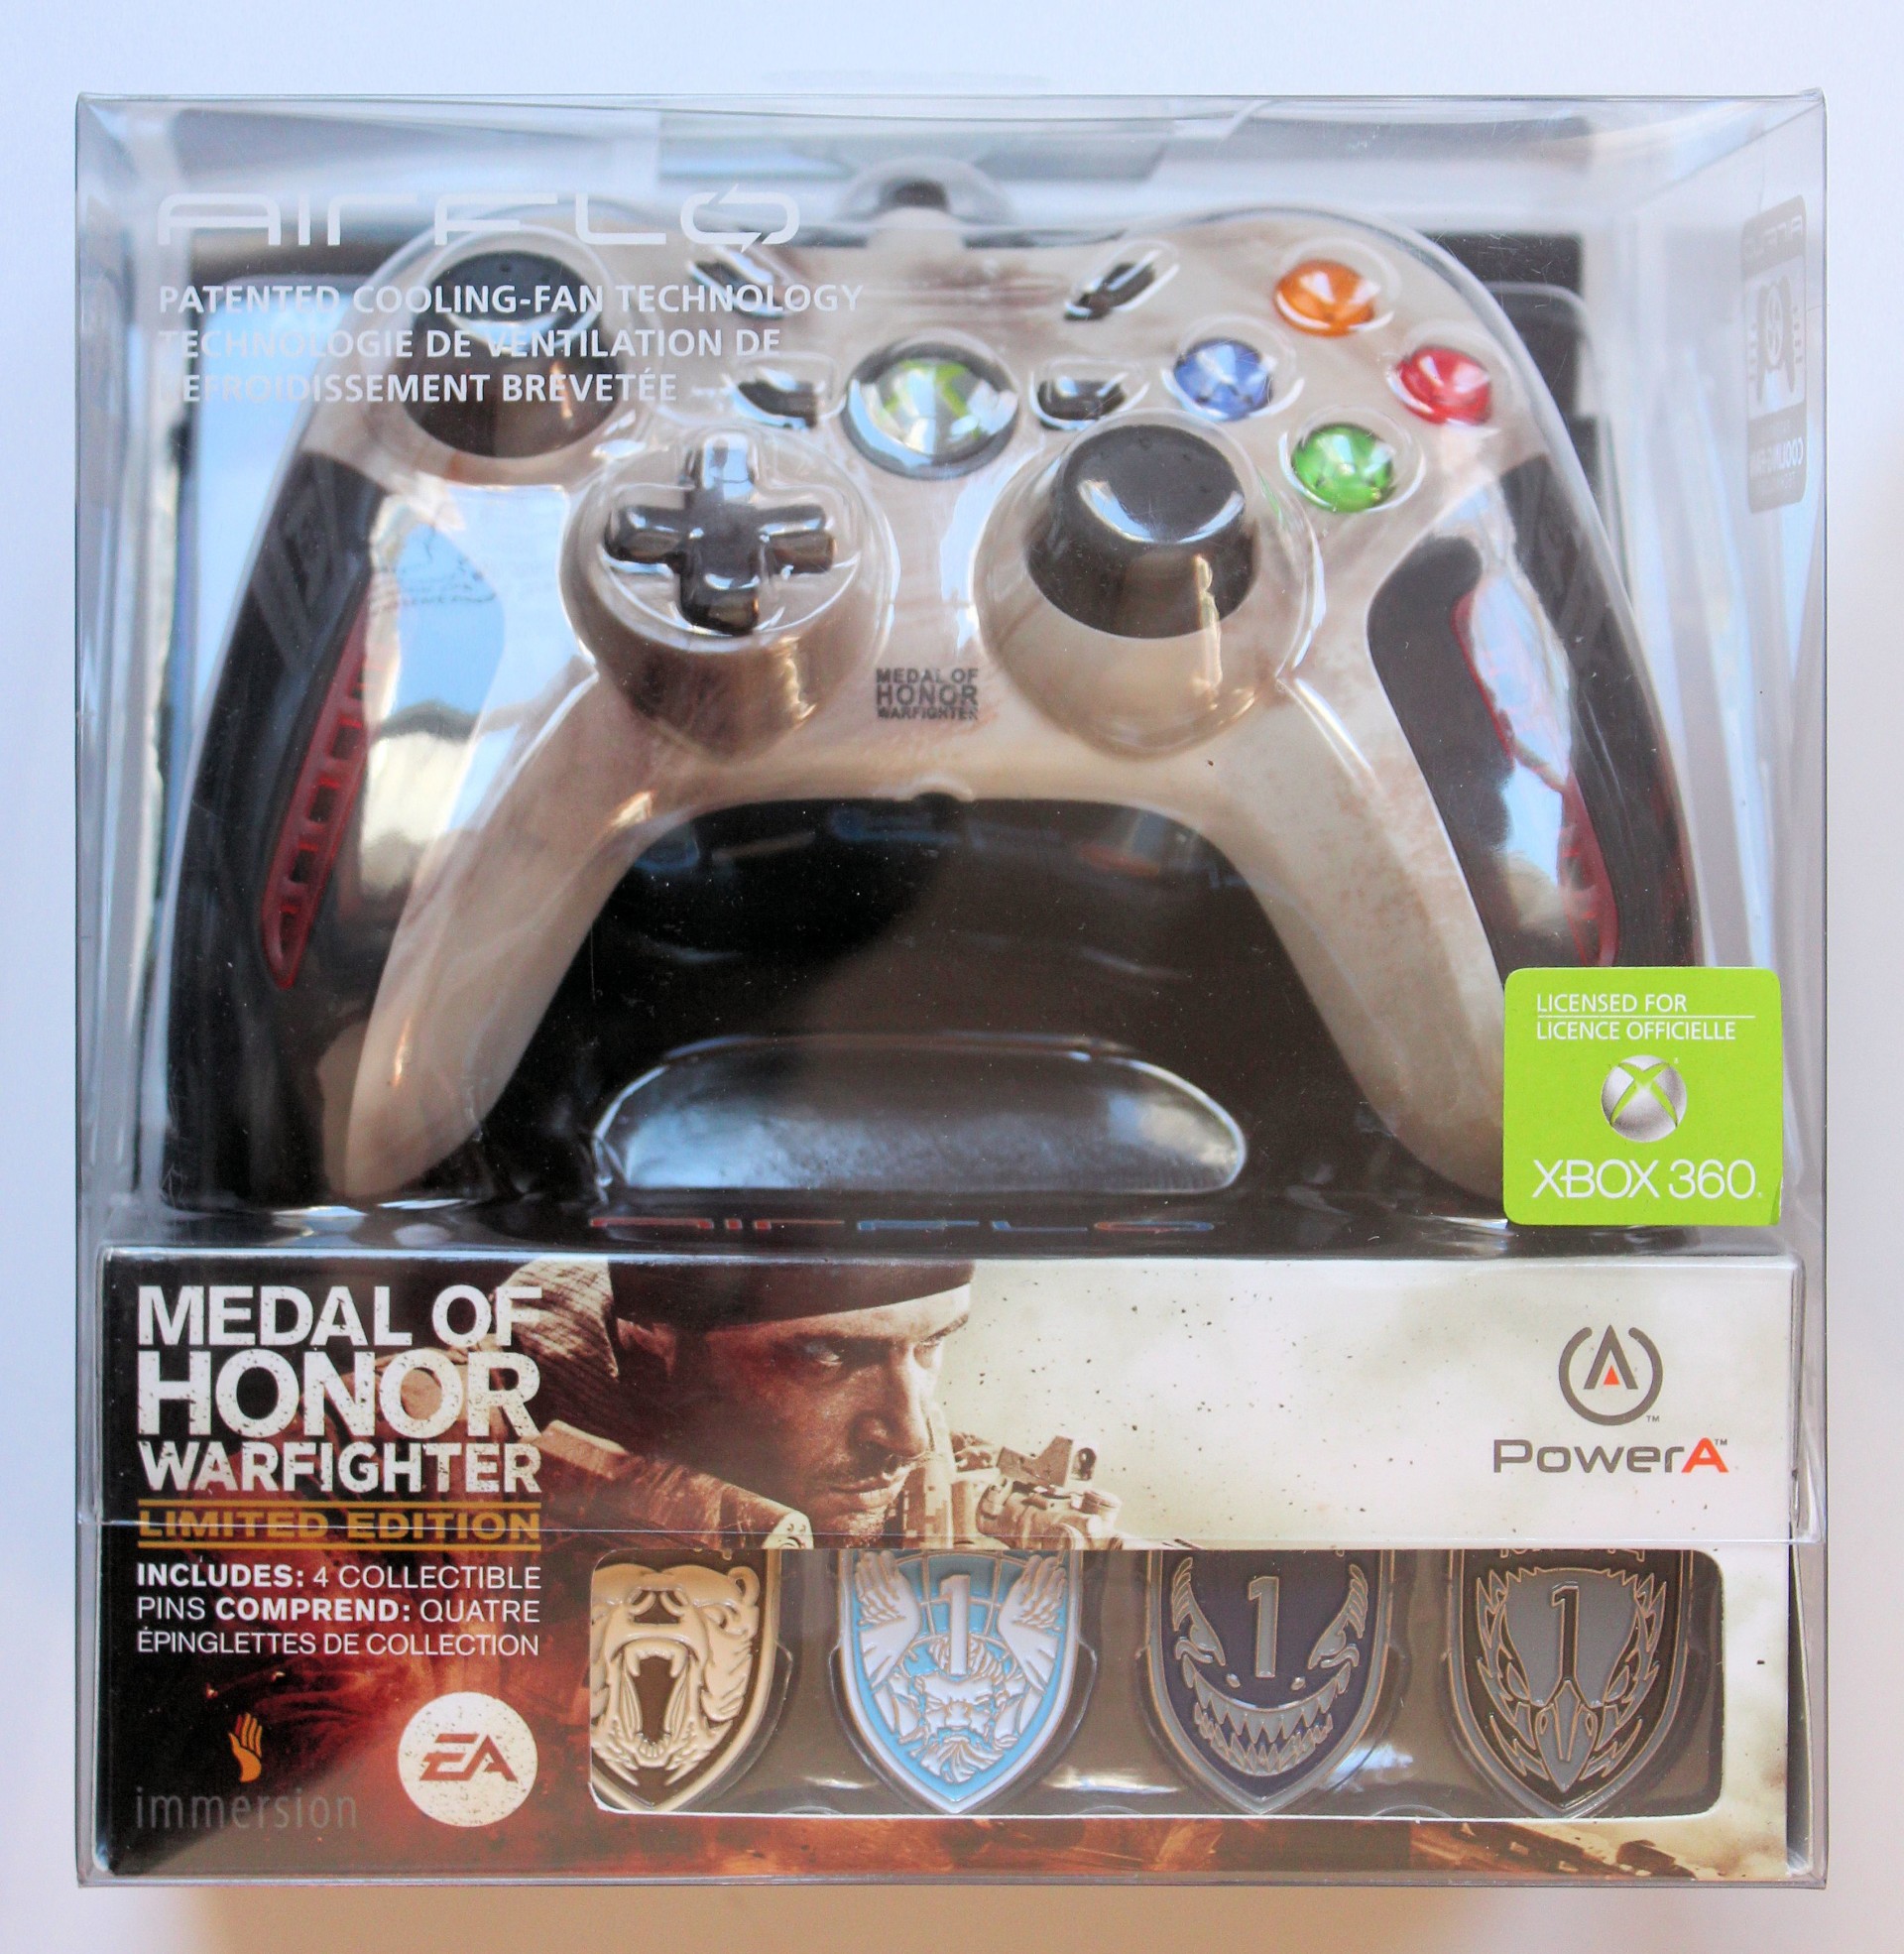 AIRFLO
PATENTED COOLING-FAN TECHNOLOGY
TECHNOLOGIE DE VENTILATION DE
REFROIDISSEMENT BREVETÉE
MEDAL OF
HONOR
WARFIGHTER
LICENSED FOR
LICENCE OFFICIELLE
XBOX 360
AIRFLO
MEDAL OF
HONOR
WARFIGHTER
LIMITED EDITION
INCLUDES: 4 COLLECTIBLE
PINS COMPREND: QUATRE
ÉPINGLETTES DE COLLECTION
immersion
EA
PowerA™
1
1
1